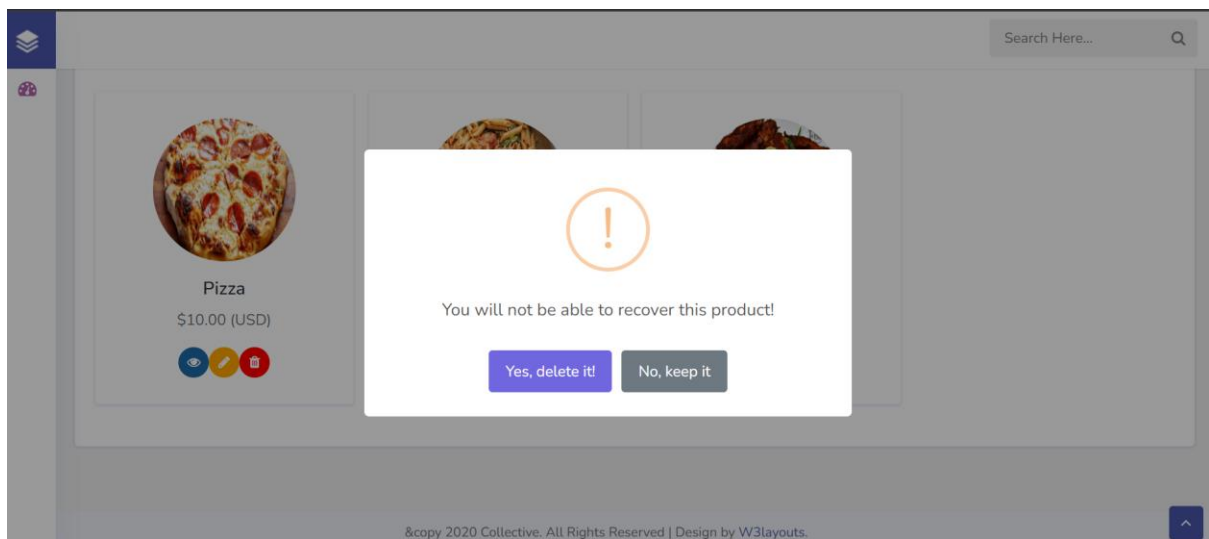 Search Here...
Pizza
$10.00 (USD)
!
You will not be able to recover this product!
Yes, delete it!
No, keep it
&copy 2020 Collective. All Rights Reserved | Design by W3layouts.